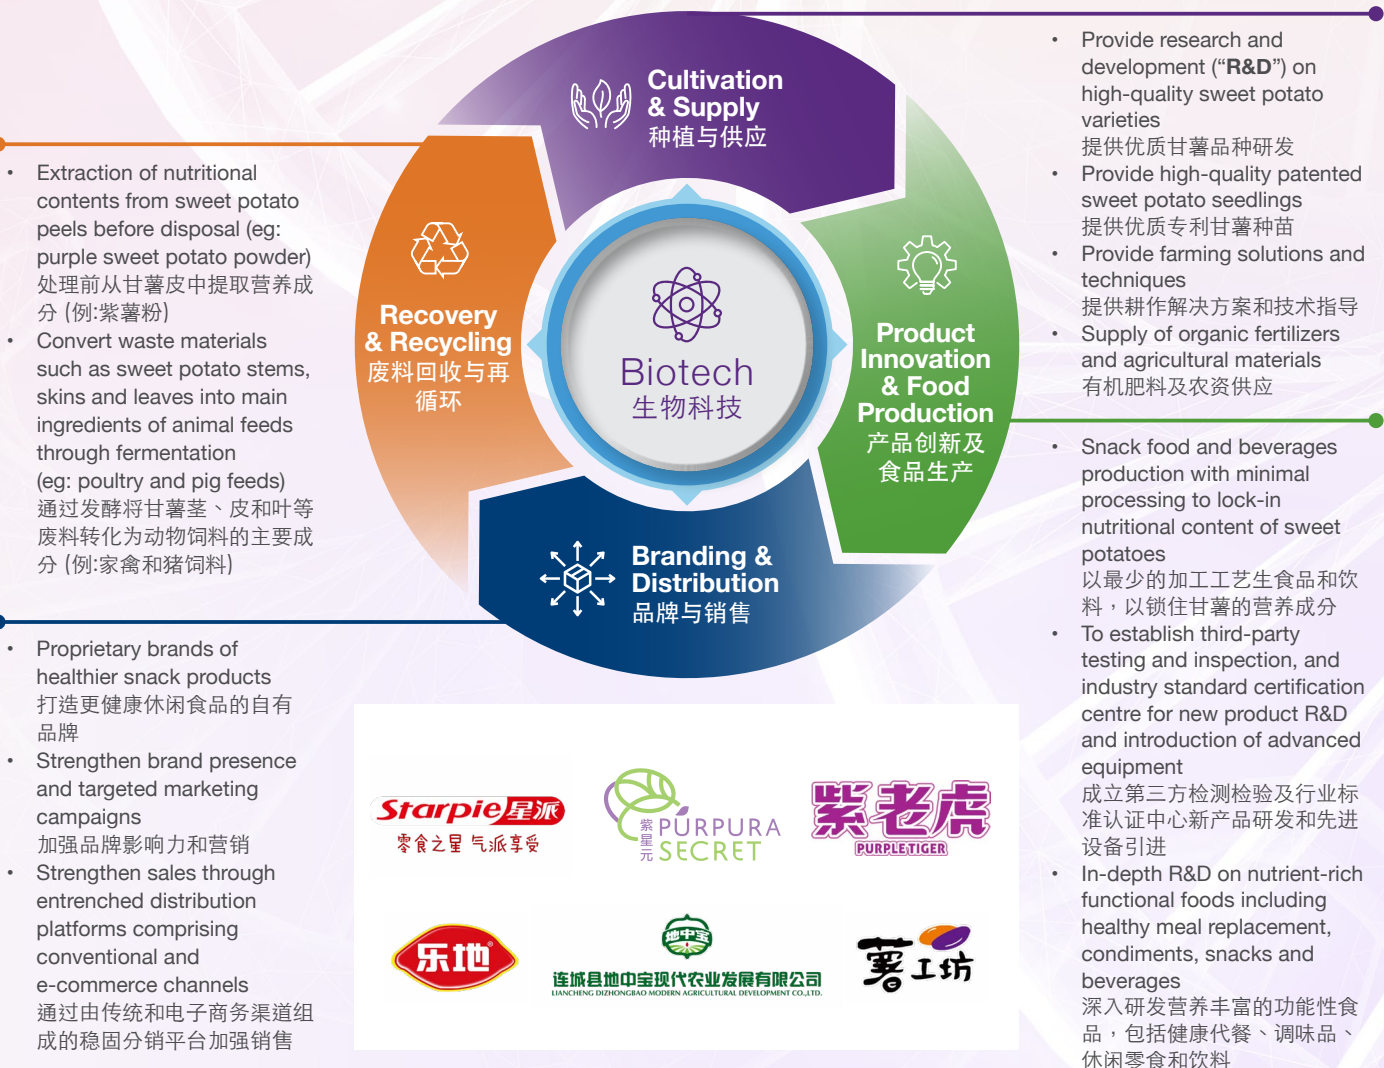 Cultivation
& Supply
种植与供应
• Provide research and
development (“R&D”) on
high-quality sweet potato
varieties
提供优质甘薯品种研发
• Provide high-quality patented
sweet potato seedlings
提供优质专利甘薯种苗
• Provide farming solutions and
techniques
提供耕作解决方案和技术指导
• Supply of organic fertilizers
and agricultural materials
有机肥料及农资供应
Product
Innovation
& Food
Production
产品创新及
食品生产
• Snack food and beverages
production with minimal
processing to lock-in
nutritional content of sweet
potatoes
以最少的加工工艺生食品和饮
料，以锁住甘薯的营养成分
• To establish third-party
testing and inspection, and
industry standard certification
centre for new product R&D
and introduction of advanced
equipment
成立第三方检测检验及行业标
准认证中心新产品研发和先进
设备引进
• In-depth R&D on nutrient-rich
functional foods including
healthy meal replacement,
condiments, snacks and
beverages
深入研发营养丰富的功能性食
品，包括健康代餐、调味品、
休闲零食和饮料
Biotech
生物科技
Recovery
& Recycling
废料回收与再
循环
• Extraction of nutritional
contents from sweet potato
peels before disposal (eg:
purple sweet potato powder)
处理前从甘薯皮中提取营养成
分 (例:紫薯粉)
• Convert waste materials
such as sweet potato stems,
skins and leaves into main
ingredients of animal feeds
through fermentation
(eg: poultry and pig feeds)
通过发酵将甘薯茎、皮和叶等
废料转化为动物饲料的主要成
分 (例:家禽和猪饲料)
Branding &
Distribution
品牌与销售
• Proprietary brands of
healthier snack products
打造更健康休闲食品的自有
品牌
• Strengthen brand presence
and targeted marketing
campaigns
加强品牌影响力和营销
• Strengthen sales through
entrenched distribution
platforms comprising
conventional and
e-commerce channels
通过由传统和电子商务渠道组
成的稳固分销平台加强销售
Starpie 星派
零食之星 气派享受
紫星元
PURPURA
SECRET
紫老虎
PURPLE TIGER
乐地®
地中宝
连城县地中宝现代农业发展有限公司
LIANCHENG DIZHONGBAO MODERN AGRICULTURAL DEVELOPMENT CO.,LTD.
薯工坊